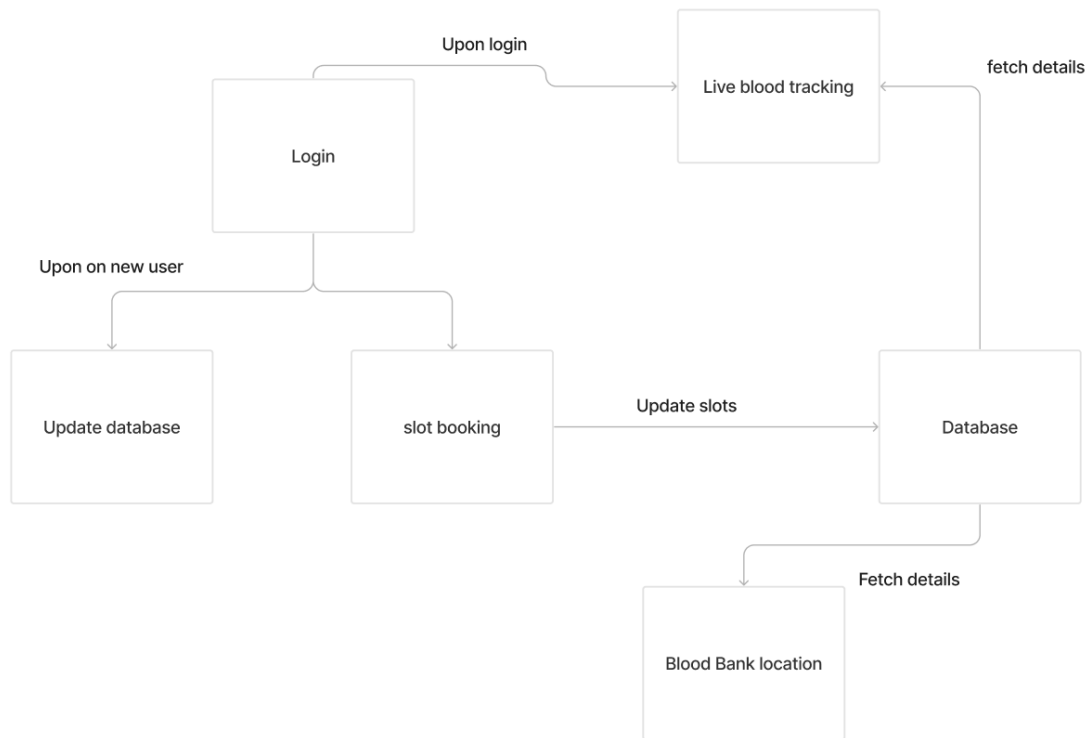 Upon login
fetch details
Live blood tracking
Login
Upon on new user
Update database
slot booking
Update slots
Database
Fetch details
Blood Bank location